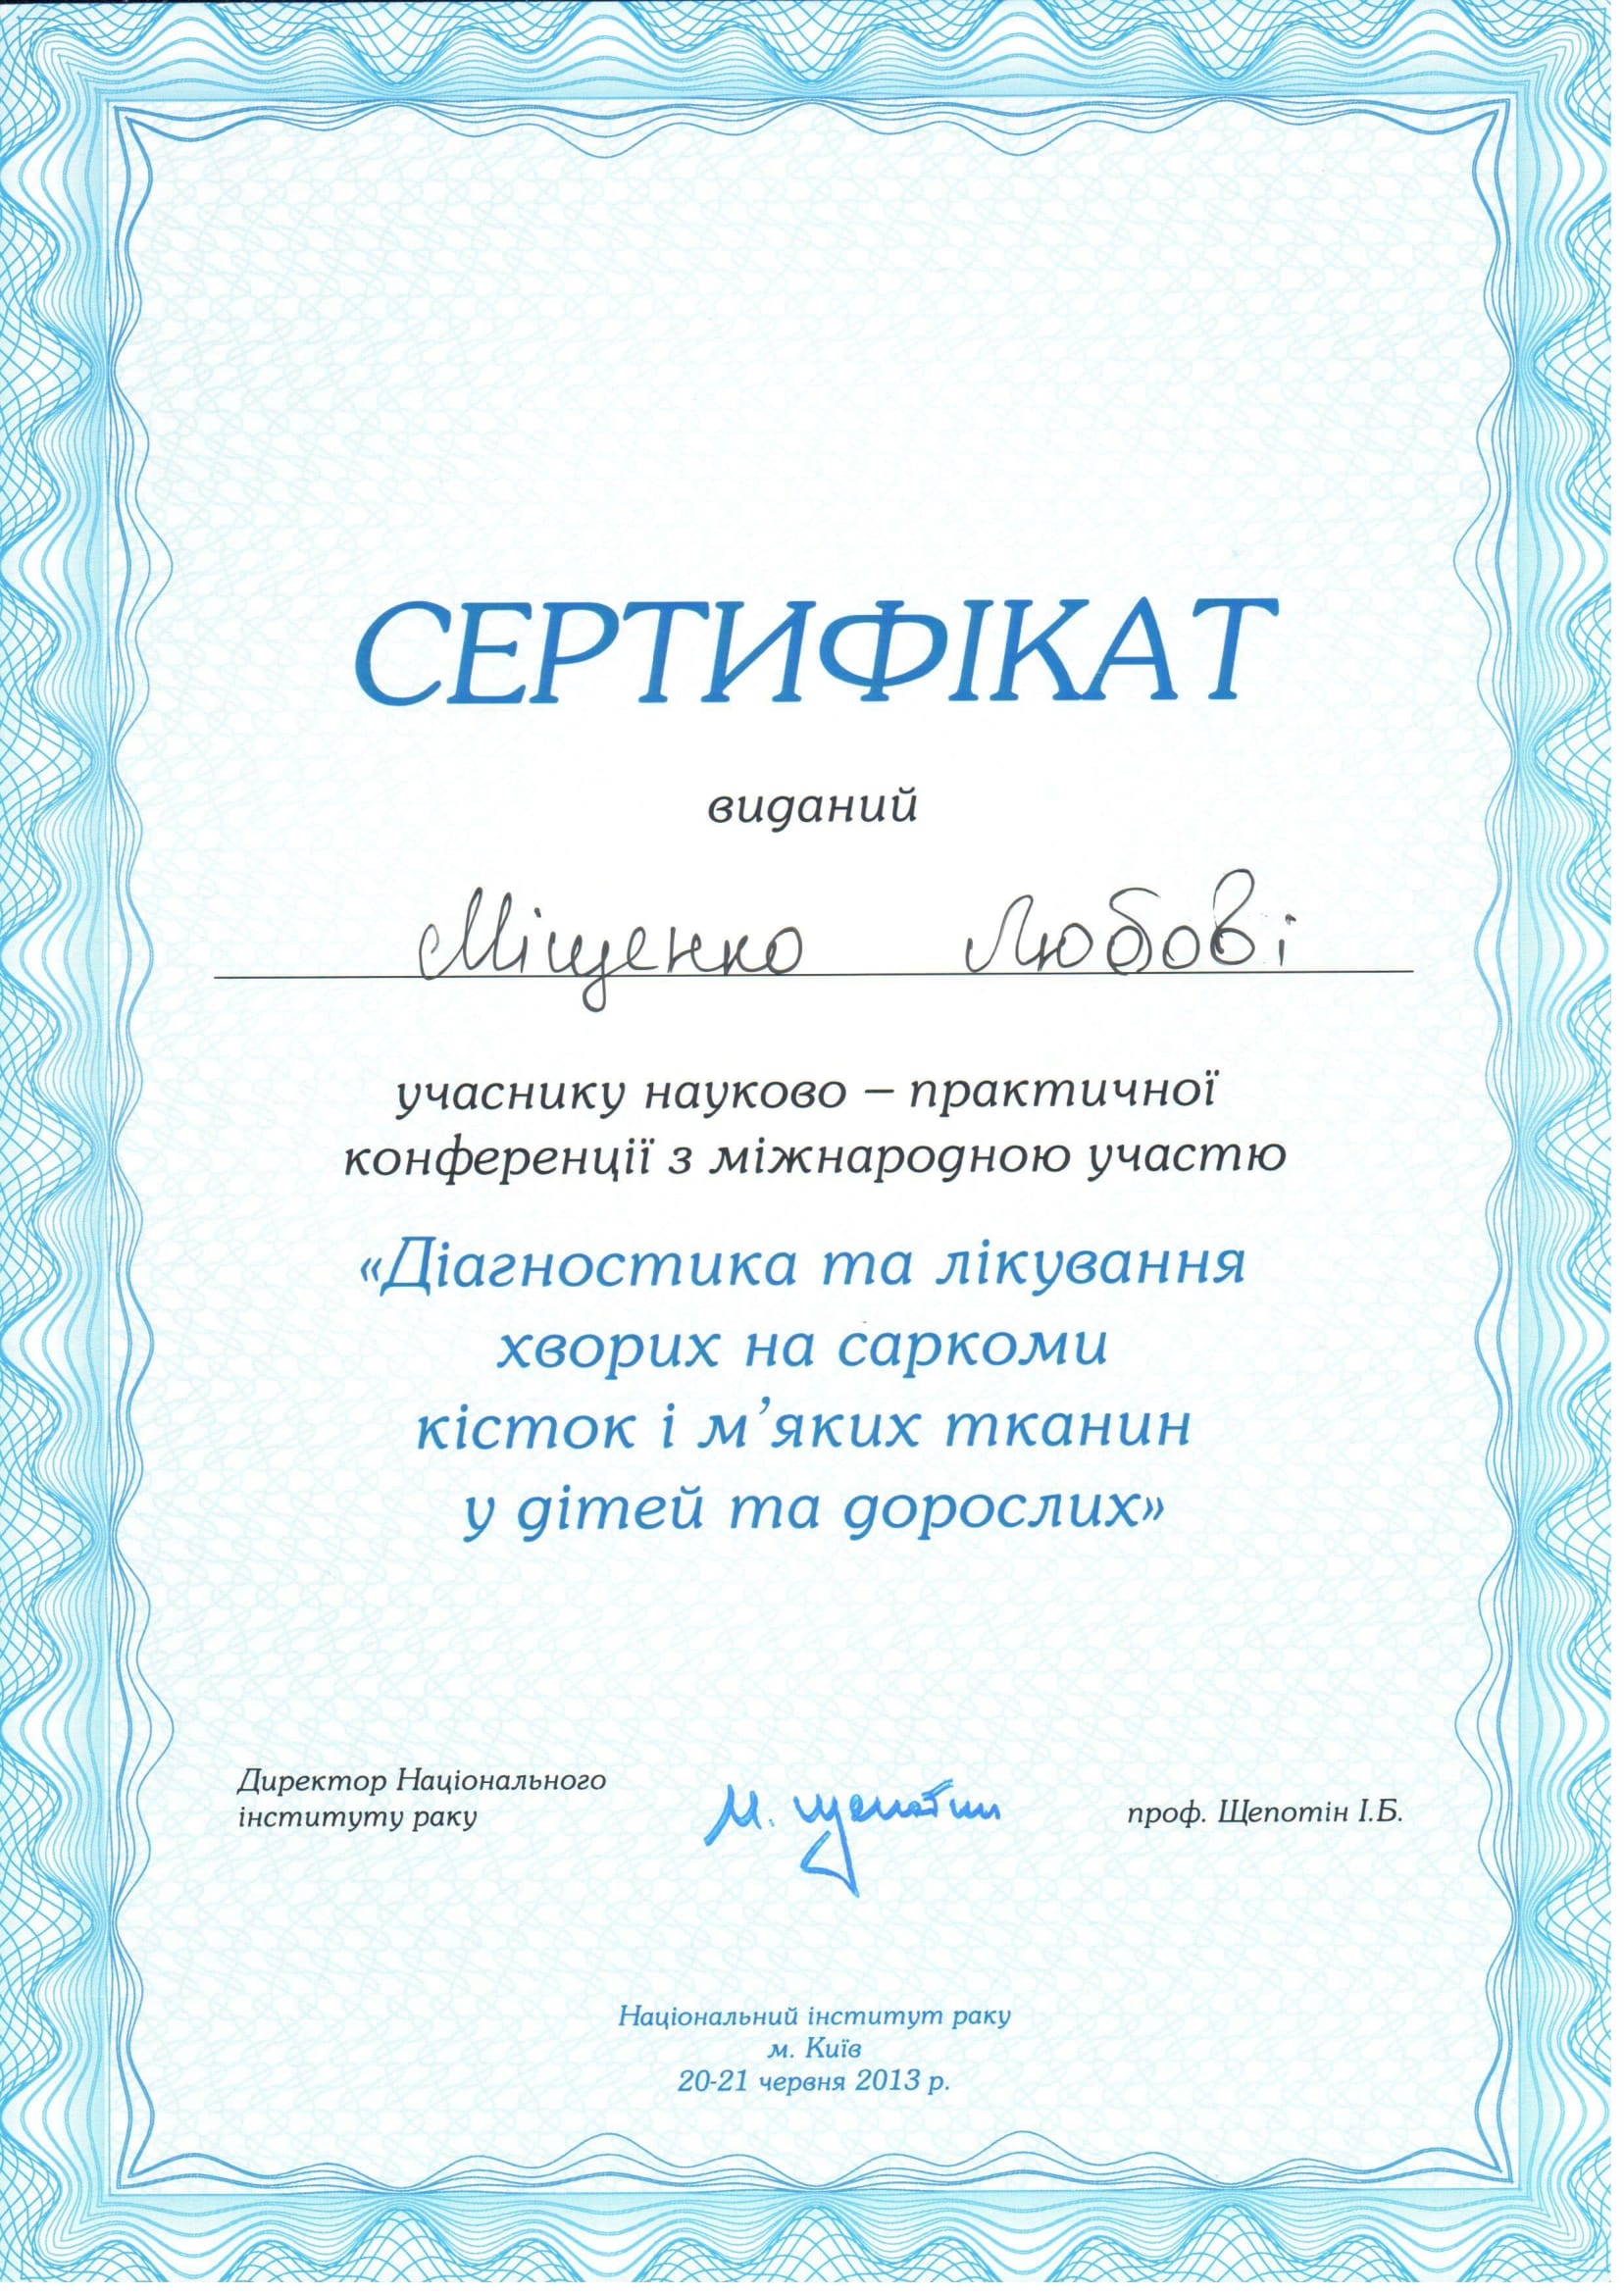 СЕРТИФІКАТ
виданий
Міщенко Любові
учаснику науково – практичної
конференції з міжнародною участю
«Діагностика та лікування
хворих на саркоми
кісток і м’яких тканин
у дітей та дорослих»
Директор Національного
інституту раку
проф. Щепотін І.Б.
Національний інститут раку
м. Київ
20-21 червня 2013 р.